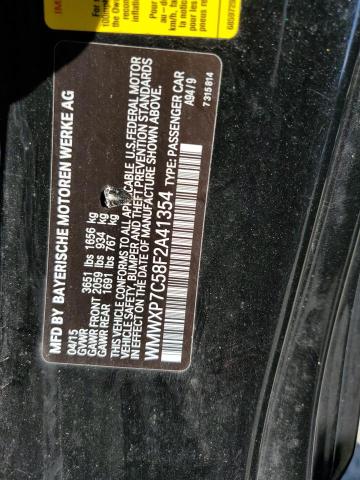 MFD BY BAYERISCHE MOTOREN WERKE AG
04/15
GVWR 3651 lbs 1656 kg
GAWR FRONT 2059 lbs 934 kg
GAWR REAR 1691 lbs 767 kg
THIS VEHICLE CONFORMS TO ALL APPLICABLE U.S. FEDERAL MOTOR
VEHICLE SAFETY, BUMPER AND THEFT PREVENTION STANDARDS
IN EFFECT ON THE DATE OF MANUFACTURE SHOWN ABOVE.
WMWXP7C58F2A41354 TYPE: PASSENGER CAR
A94 / 9
7 315 814